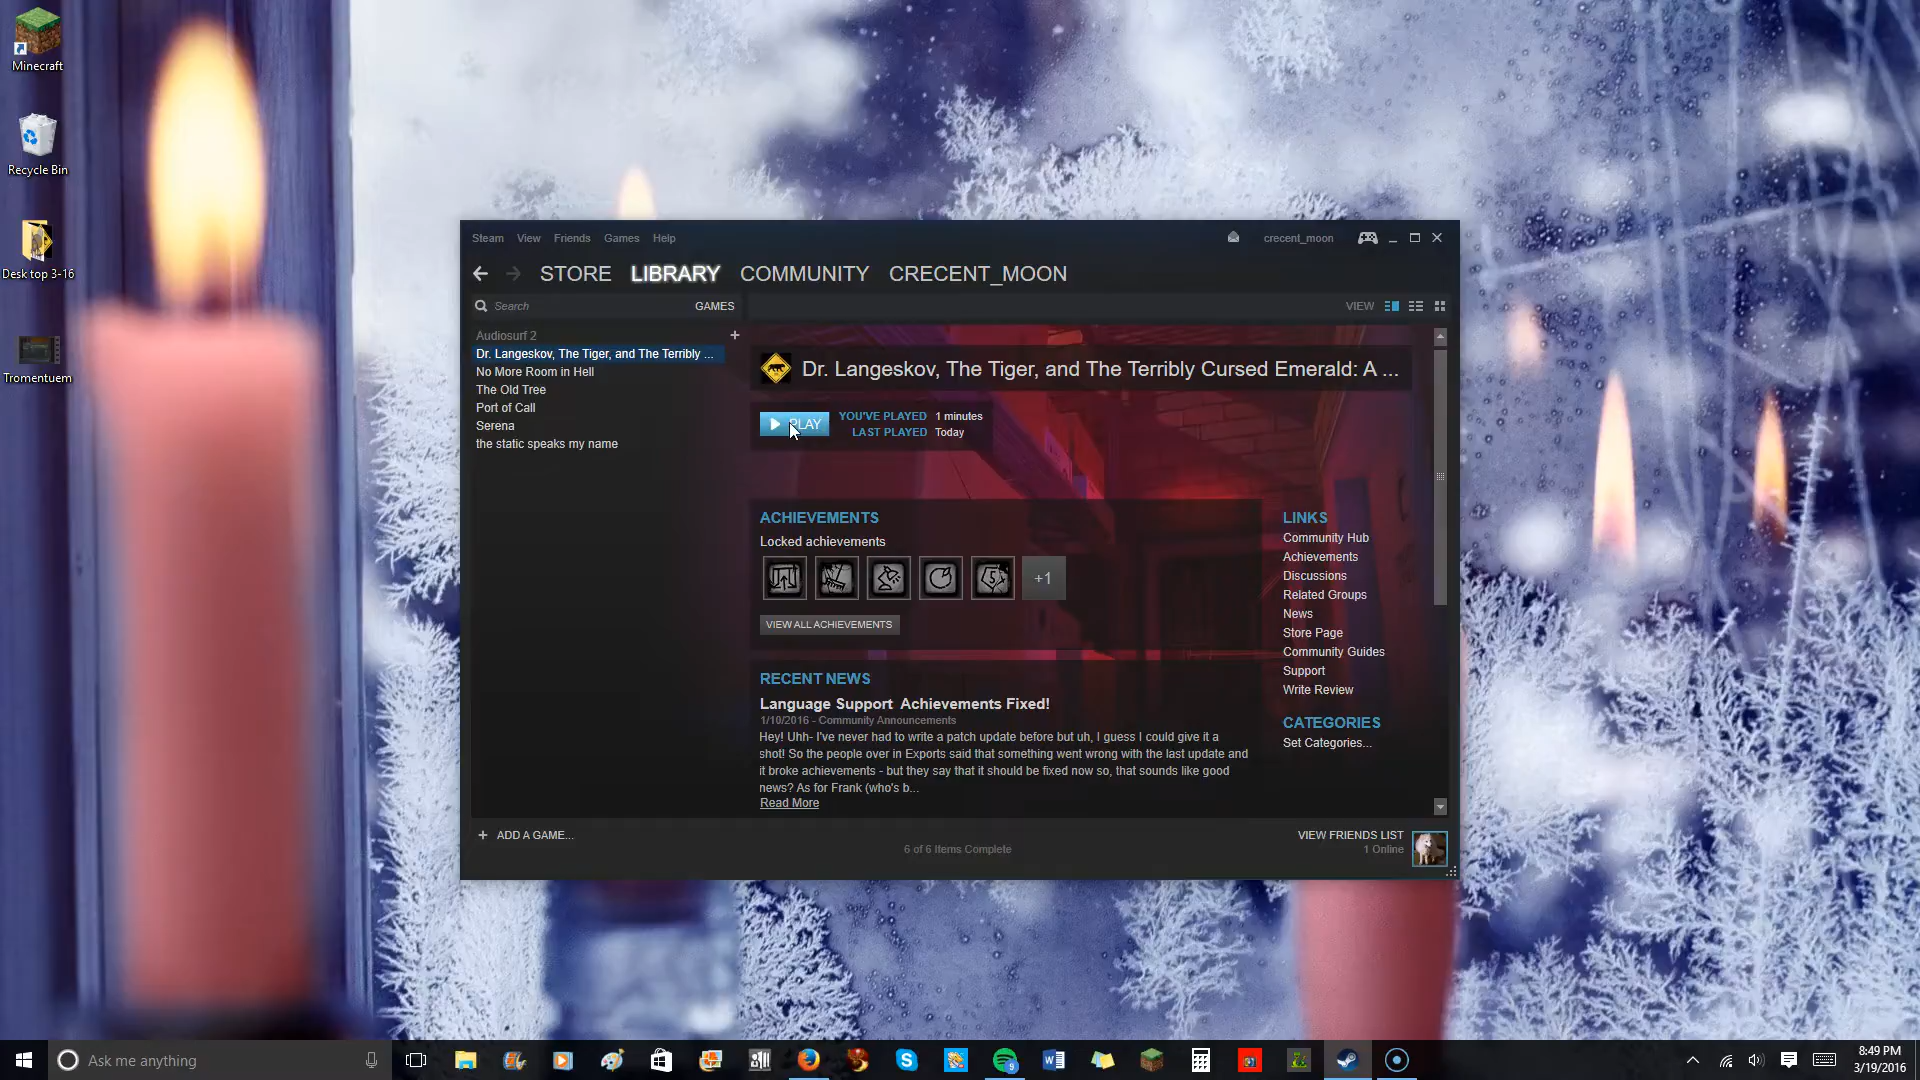 Minecraft
Recycle Bin
Desk top 3-16
Tromentuem
Steam View Friends Games Help
crecent_moon
STORE LIBRARY COMMUNITY CRECENT_MOON
Search GAMES
VIEW
Audiosurf 2
Dr. Langeskov, The Tiger, and The Terribly ...
No More Room in Hell
The Old Tree
Port of Call
Serena
the static speaks my name
Dr. Langeskov, The Tiger, and The Terribly Cursed Emerald: A ...
PLAY
YOU'VE PLAYED 1 minutes
LAST PLAYED Today
ACHIEVEMENTS
Locked achievements
5
+1
VIEW ALL ACHIEVEMENTS
RECENT NEWS
Language Support Achievements Fixed!
1/10/2016 - Community Announcements
Hey! Uhh- I've never had to write a patch update before but uh, I guess I could give it a
shot! So the people over in Exports said that something went wrong with the last update and
it broke achievements - but they say that it should be fixed now so, that sounds like good
news? As for Frank (who's b...
Read More
LINKS
Community Hub
Achievements
Discussions
Related Groups
News
Store Page
Community Guides
Support
Write Review
CATEGORIES
Set Categories...
+ ADD A GAME...
6 of 6 Items Complete
VIEW FRIENDS LIST
1 Online
Ask me anything
9
8:49 PM
3/19/2016